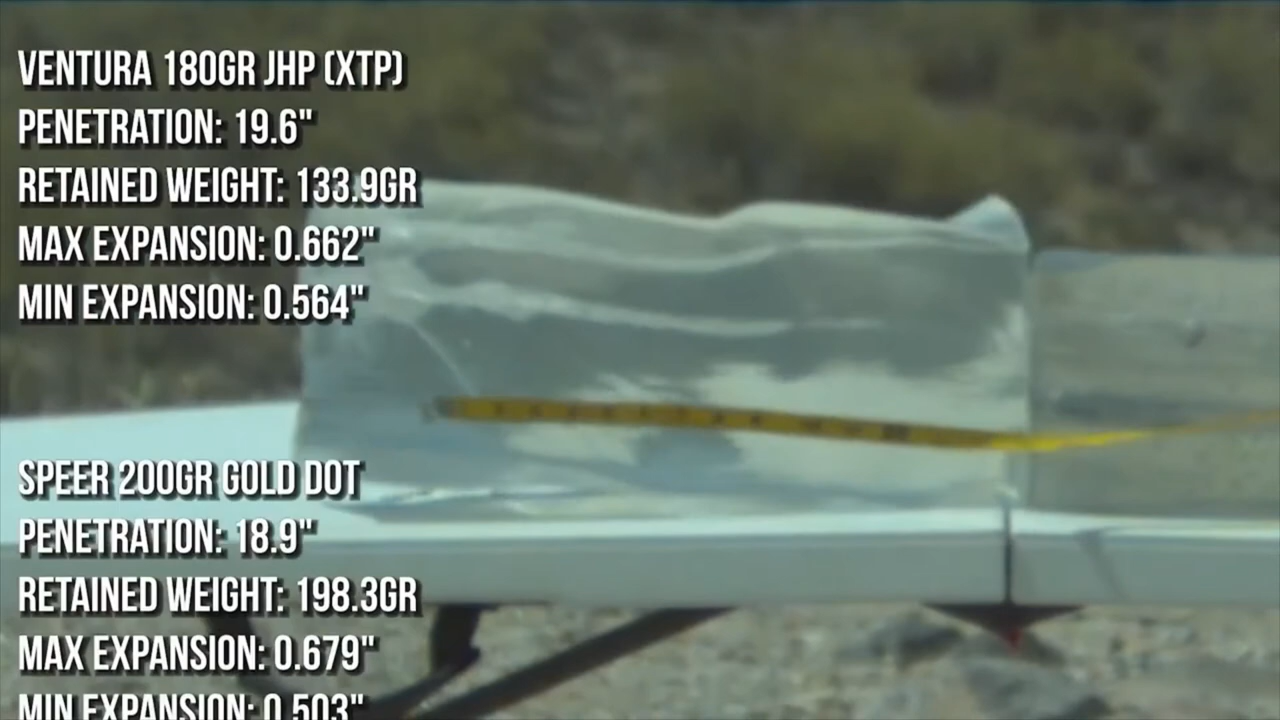 VENTURA 180GR JHP (XTP)
PENETRATION: 19.6"
RETAINED WEIGHT: 133.9GR
MAX EXPANSION: 0.662"
MIN EXPANSION: 0.564"
SPEER 200GR GOLD DOT
PENETRATION: 18.9"
RETAINED WEIGHT: 198.3GR
MAX EXPANSION: 0.679"
MIN EXPANSION: 0.503"